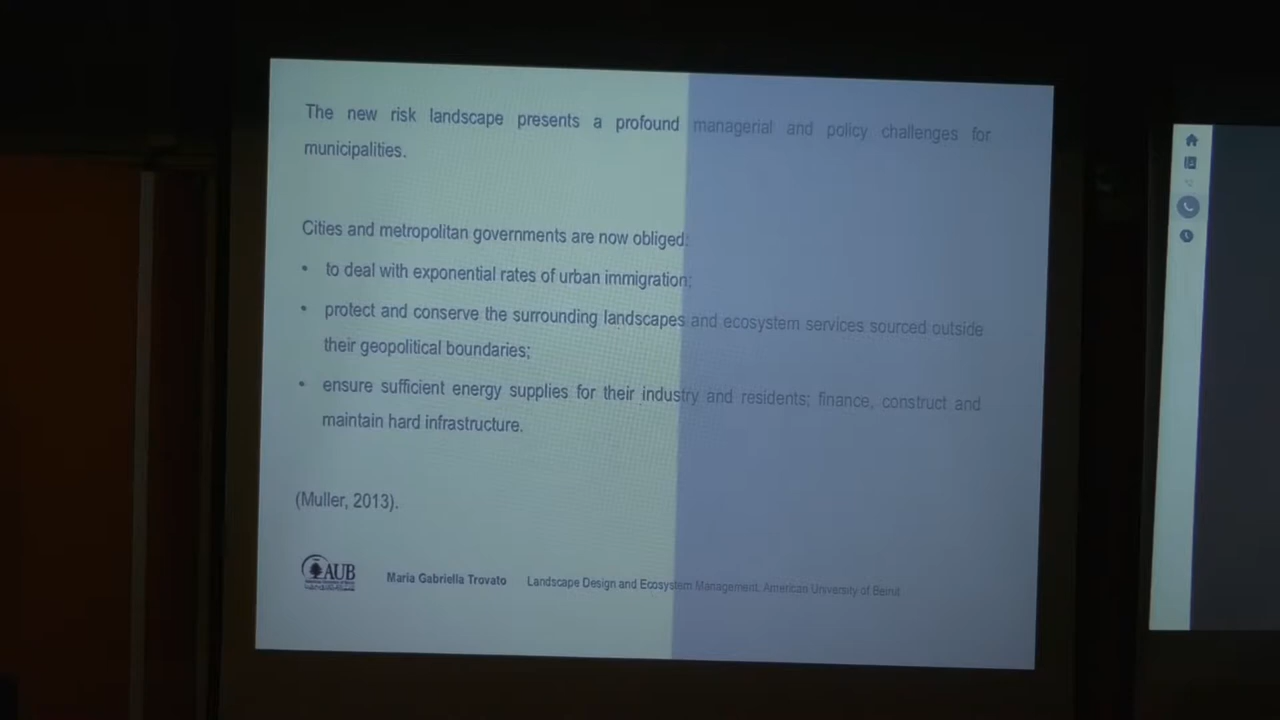 The new risk landscape presents a profound managerial and policy challenges for
municipalities.
Cities and metropolitan governments are now obliged:
• to deal with exponential rates of urban immigration;
• protect and conserve the surrounding landscapes and ecosystem services sourced outside
their geopolitical boundaries;
• ensure sufficient energy supplies for their industry and residents; finance, construct and
maintain hard infrastructure.
(Muller, 2013).
AUB
Maria Gabriella Trovato Landscape Design and Ecosystem Management, American University of Beirut